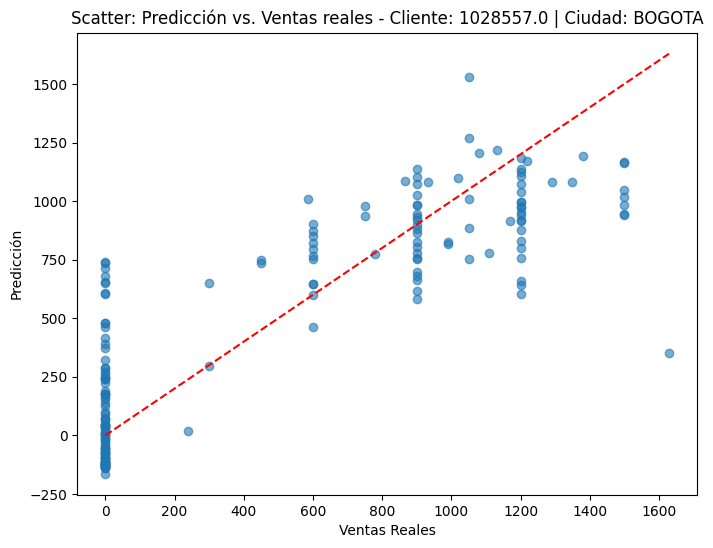 Scatter: Predicción vs. Ventas reales - Cliente: 1028557.0 | Ciudad: BOGOTA
1500
1250
1000
750
500
250
0
−250
Predicción
0 200 400 600 800 1000 1200 1400 1600
Ventas Reales